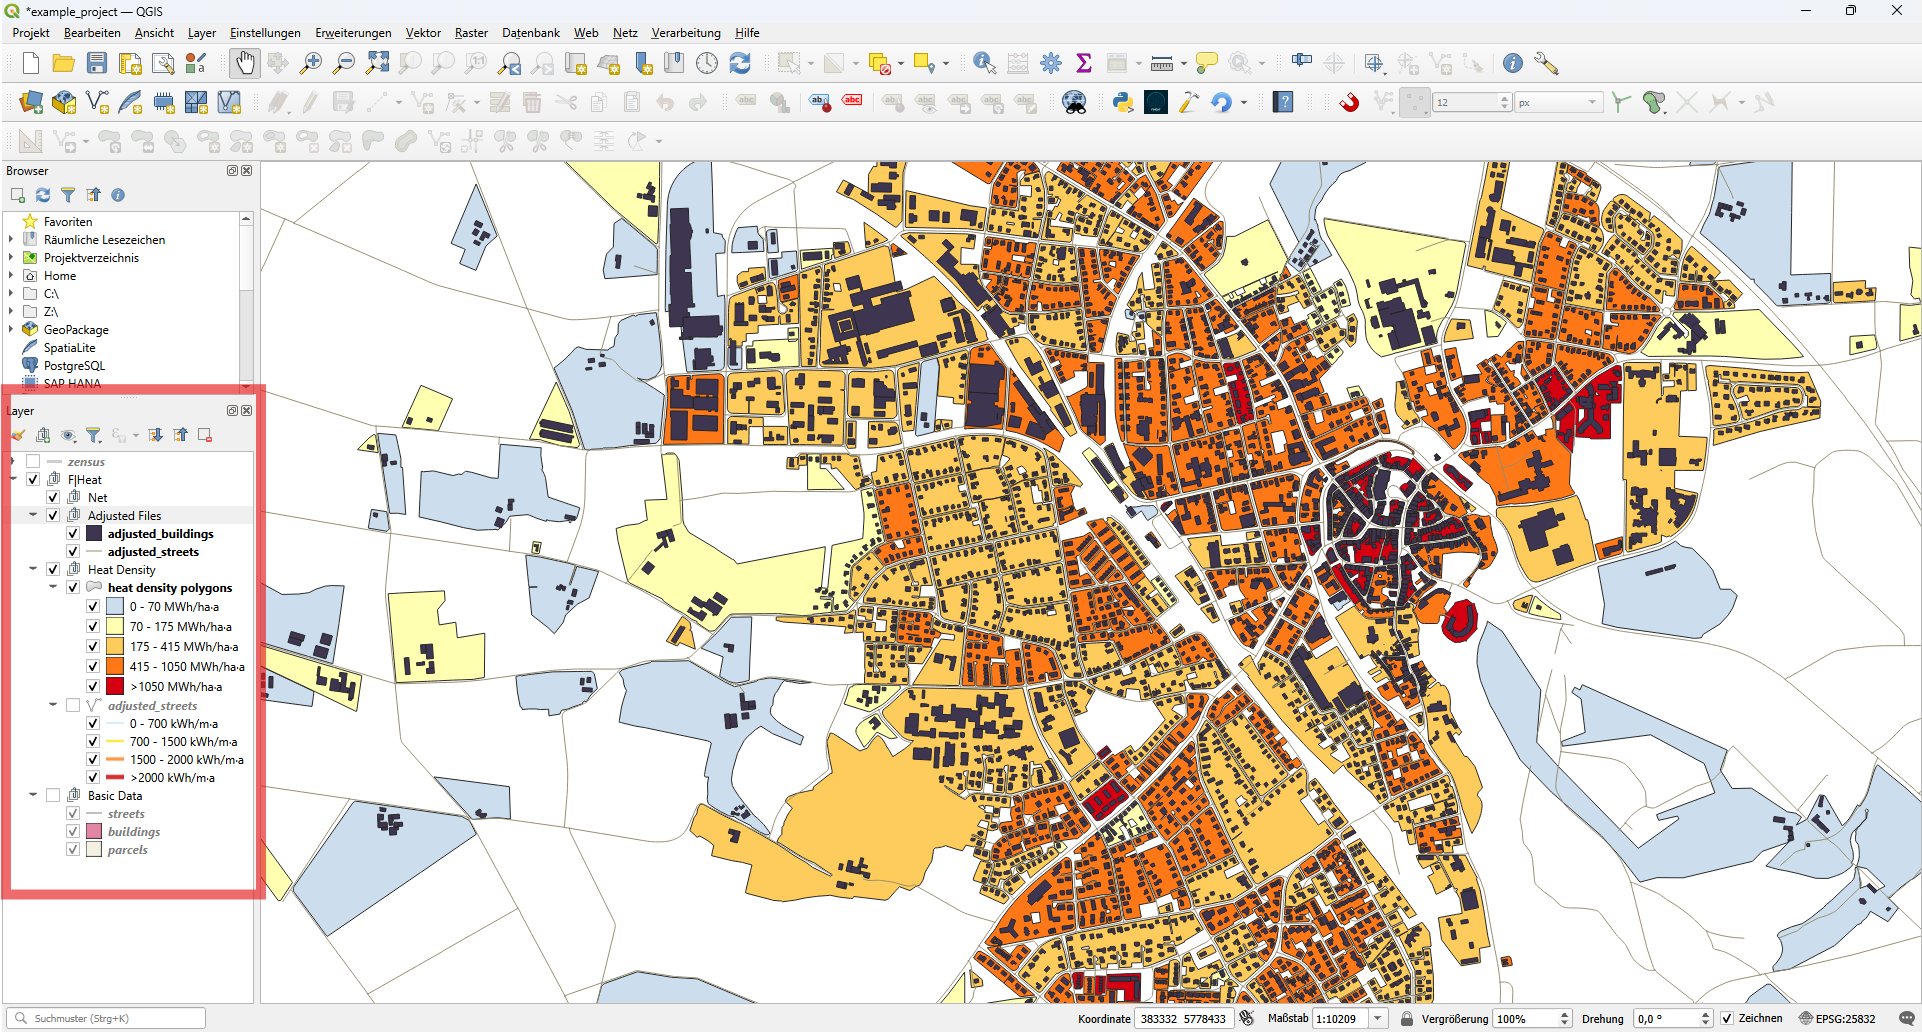 *example_project — QGIS
Projekt Bearbeiten Ansicht Layer Einstellungen Erweiterungen Vektor Raster Datenbank Web Netz Verarbeitung Hilfe
12 px
Browser
Favoriten
Räumliche Lesezeichen
Projektverzeichnis
Home
C:\
Z:\
GeoPackage
SpatiaLite
PostgreSQL
SAP HANA
Layer
zensus
F|Heat
Net
Adjusted Files
adjusted_buildings
adjusted_streets
Heat Density
heat density polygons
0 - 70 MWh/ha·a
70 - 175 MWh/ha·a
175 - 415 MWh/ha·a
415 - 1050 MWh/ha·a
>1050 MWh/ha·a
adjusted_streets
0 - 700 kWh/m·a
700 - 1500 kWh/m·a
1500 - 2000 kWh/m·a
>2000 kWh/m·a
Basic Data
streets
buildings
parcels
Suchmuster (Strg+K) Koordinate 383332 5778433 Maßstab 1:10209 Vergrößerung 100% Drehung 0,0 ° Zeichnen EPSG:25832